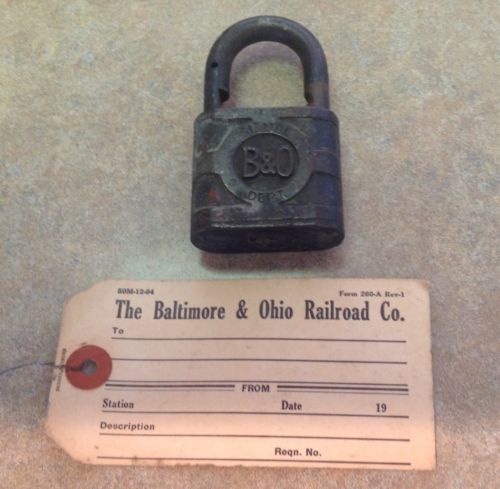 B&O
DEPT
80M-12-64
Form 260-A Rev-1
The Baltimore & Ohio Railroad Co.
To
FROM
Station Date 19
Description
Reqn. No.